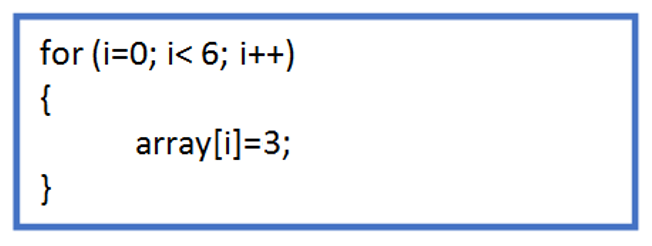 for (i=0; i< 6; i++)
{
array[i]=3;
}